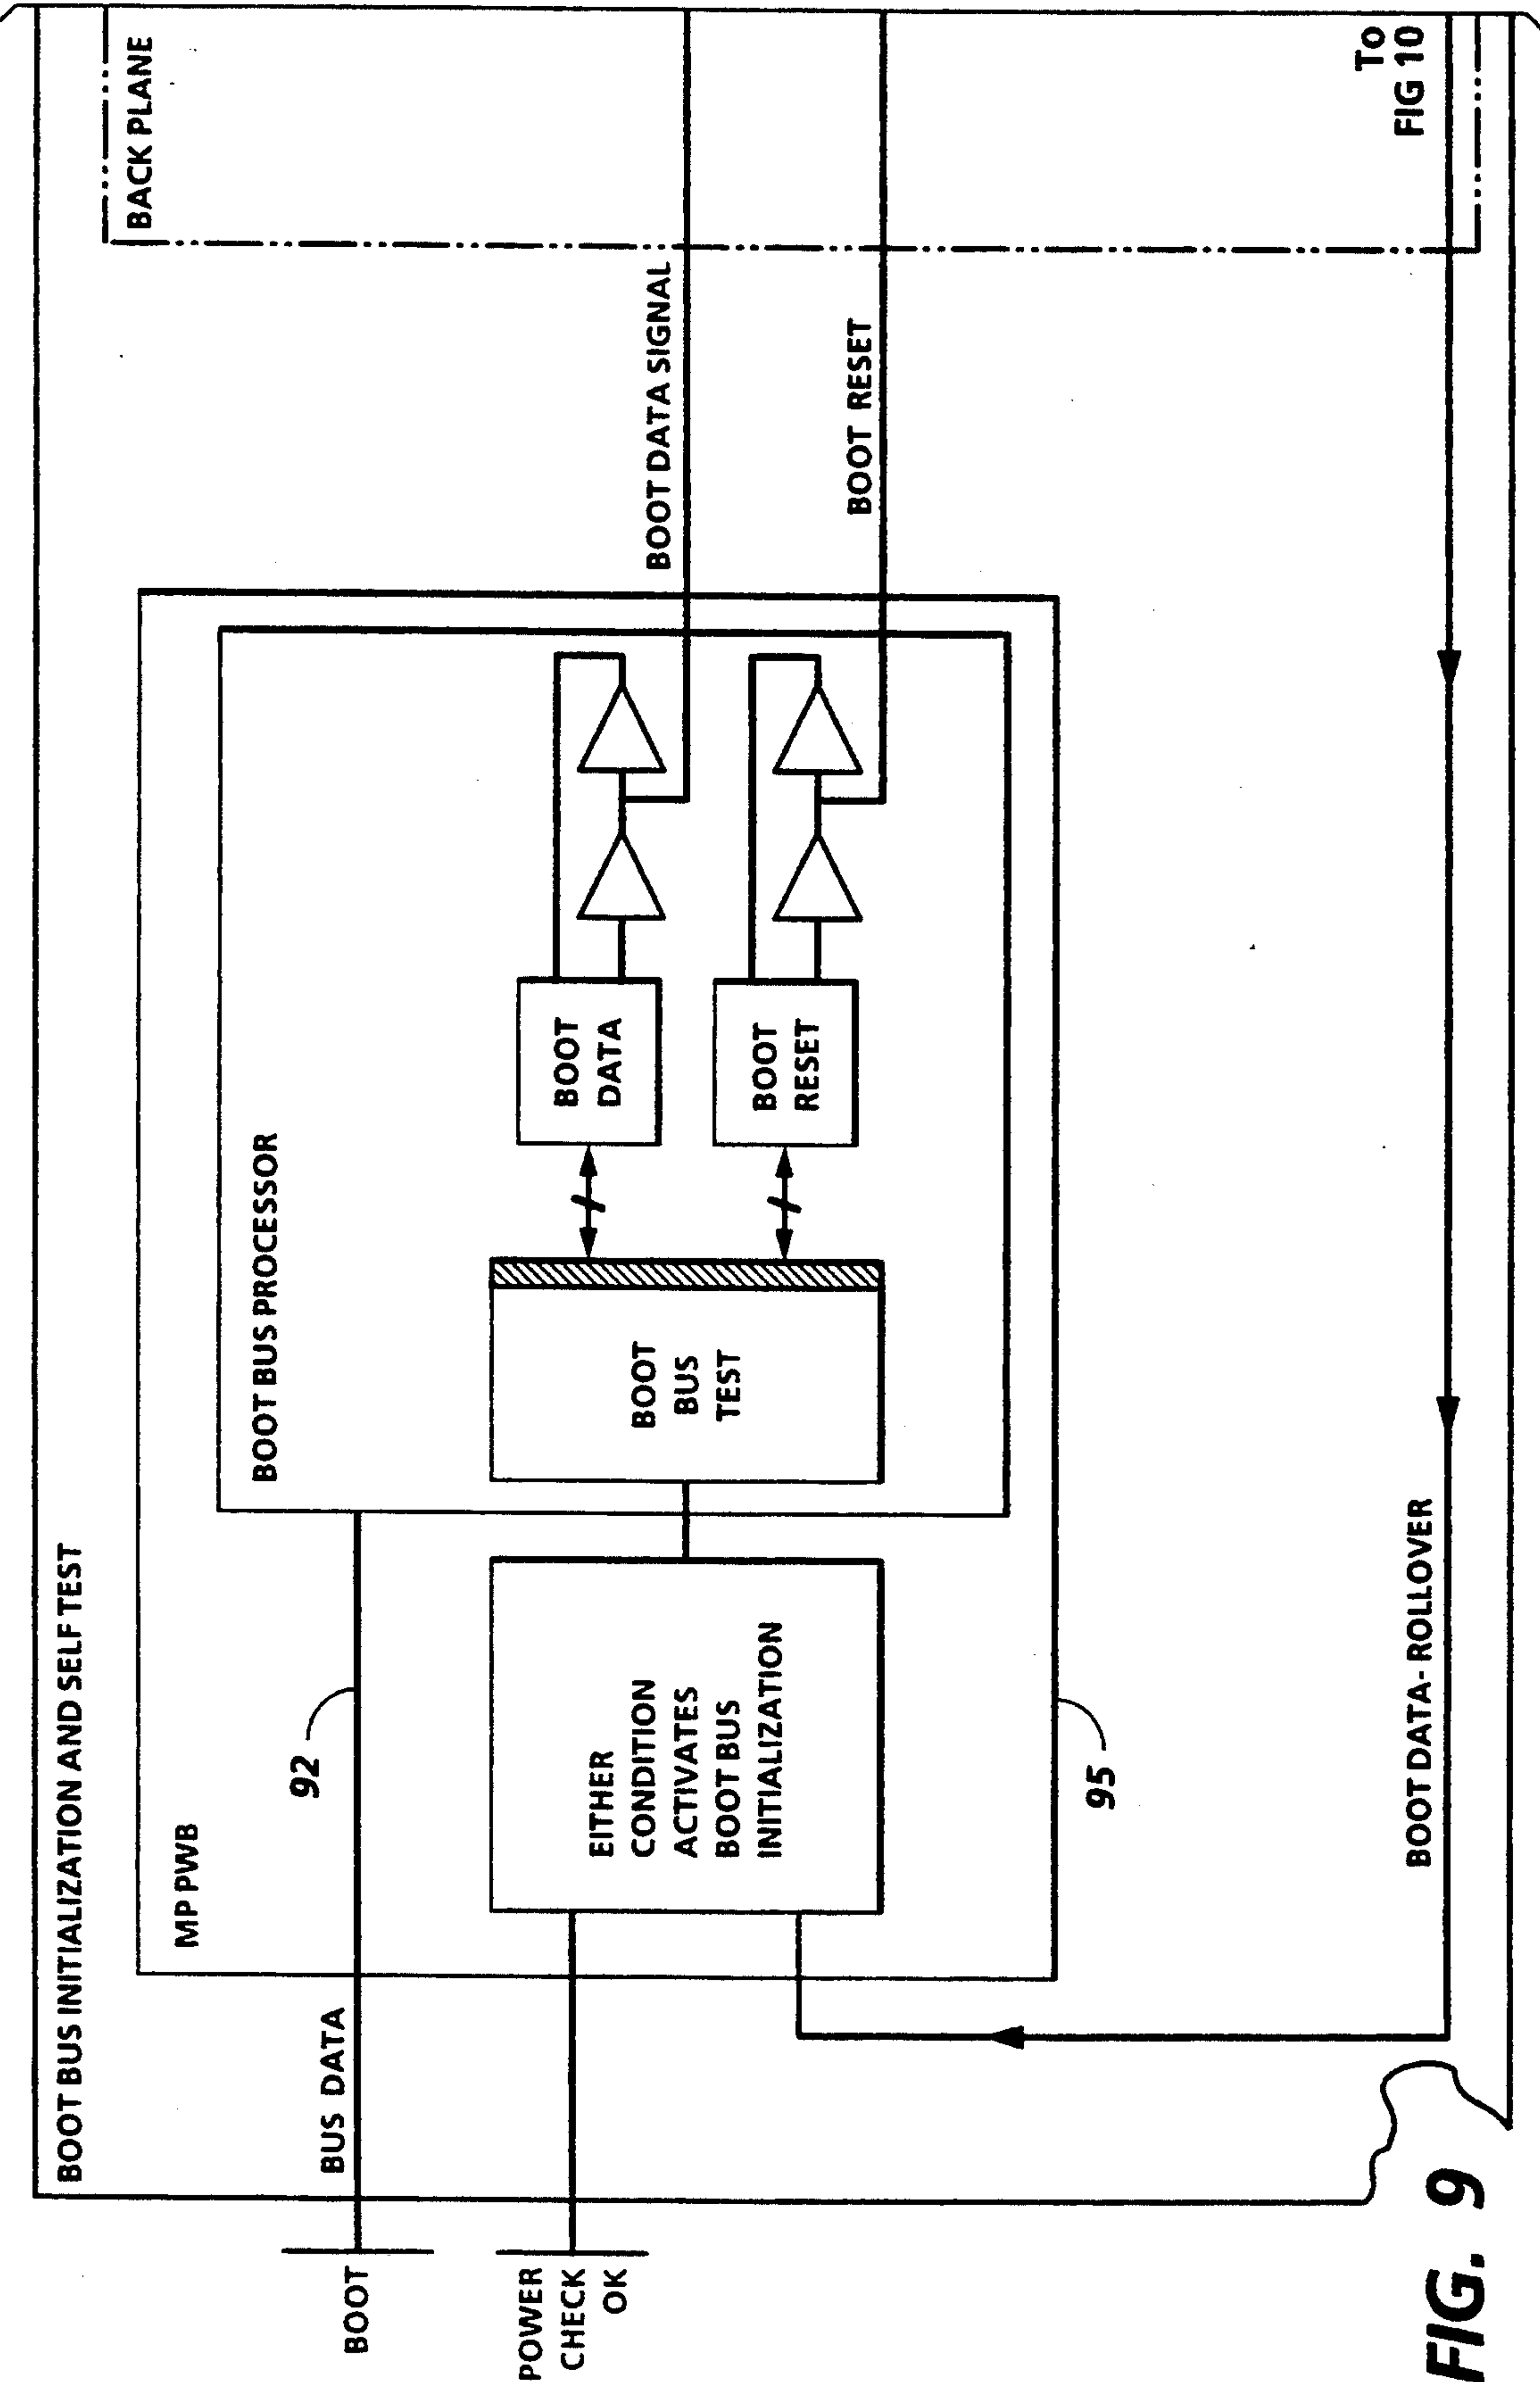 BOOT BUS INITIALIZATION AND SELF TEST
BACK PLANE
MP PWB
BOOT BUS PROCESSOR
BOOT
BUS DATA
92
POWER
CHECK
OK
EITHER
CONDITION
ACTIVATES
BOOT BUS
INITIALIZATION
BOOT
BUS
TEST
BOOT
DATA
BOOT
RESET
BOOT DATA SIGNAL
BOOT RESET
95
BOOT DATA-ROLLOVER
To
FIG 10
FIG. 9